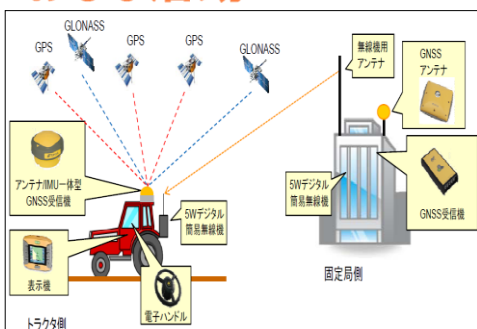 GPS
GLONASS
GPS
GPS
GLONASS
無線機用
アンテナ
GNSS
アンテナ
アンテナ/IMU一体型
GNSS受信機
5Wデジタル
簡易無線機
5Wデジタル
簡易無線機
GNSS受信機
表示機
電子ハンドル
固定局側
トラクタ側